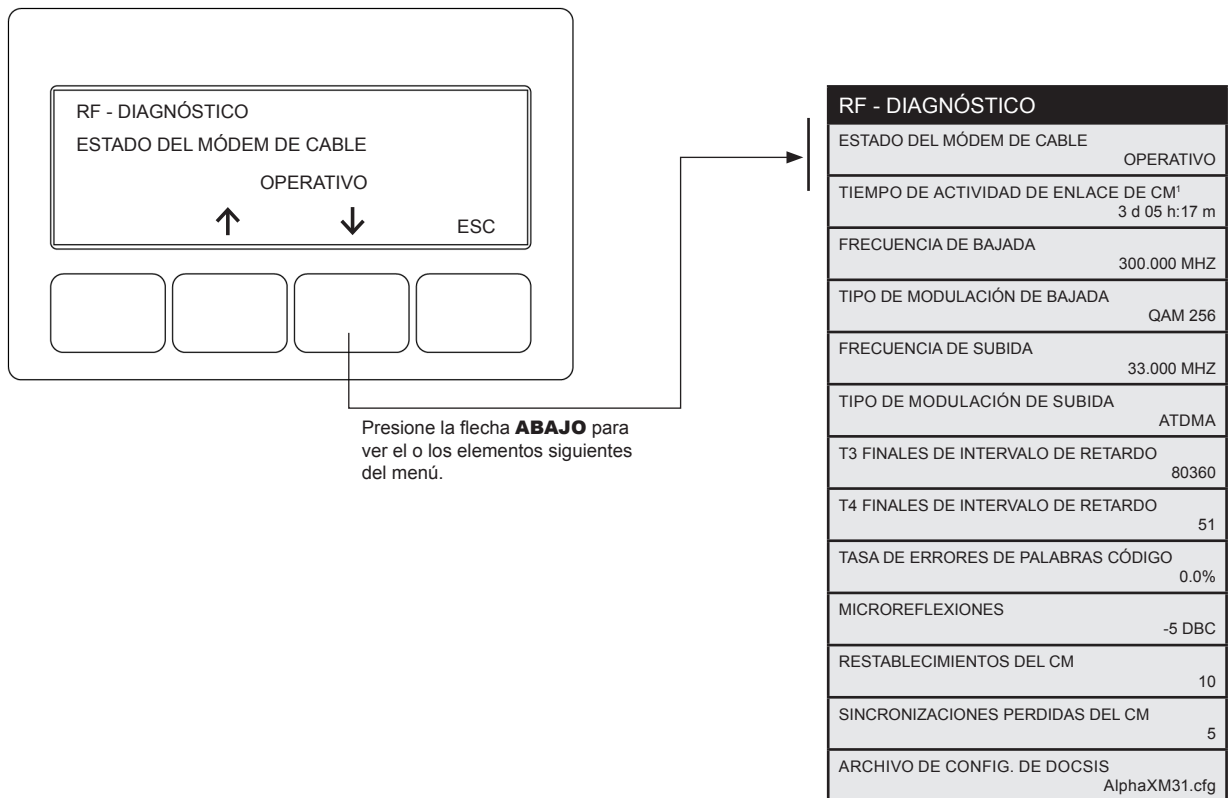 RF - DIAGNÓSTICO
ESTADO DEL MÓDEM DE CABLE
OPERATIVO
↑ ↓ ESC
Presione la flecha ABAJO para
ver el o los elementos siguientes
del menú.
RF - DIAGNÓSTICO
ESTADO DEL MÓDEM DE CABLE
OPERATIVO
TIEMPO DE ACTIVIDAD DE ENLACE DE CM¹
3 d 05 h:17 m
FRECUENCIA DE BAJADA
300.000 MHZ
TIPO DE MODULACIÓN DE BAJADA
QAM 256
FRECUENCIA DE SUBIDA
33.000 MHZ
TIPO DE MODULACIÓN DE SUBIDA
ATDMA
T3 FINALES DE INTERVALO DE RETARDO
80360
T4 FINALES DE INTERVALO DE RETARDO
51
TASA DE ERRORES DE PALABRAS CÓDIGO
0.0%
MICROREFLEXIONES
-5 DBC
RESTABLECIMIENTOS DEL CM
10
SINCRONIZACIONES PERDIDAS DEL CM
5
ARCHIVO DE CONFIG. DE DOCSIS
AlphaXM31.cfg